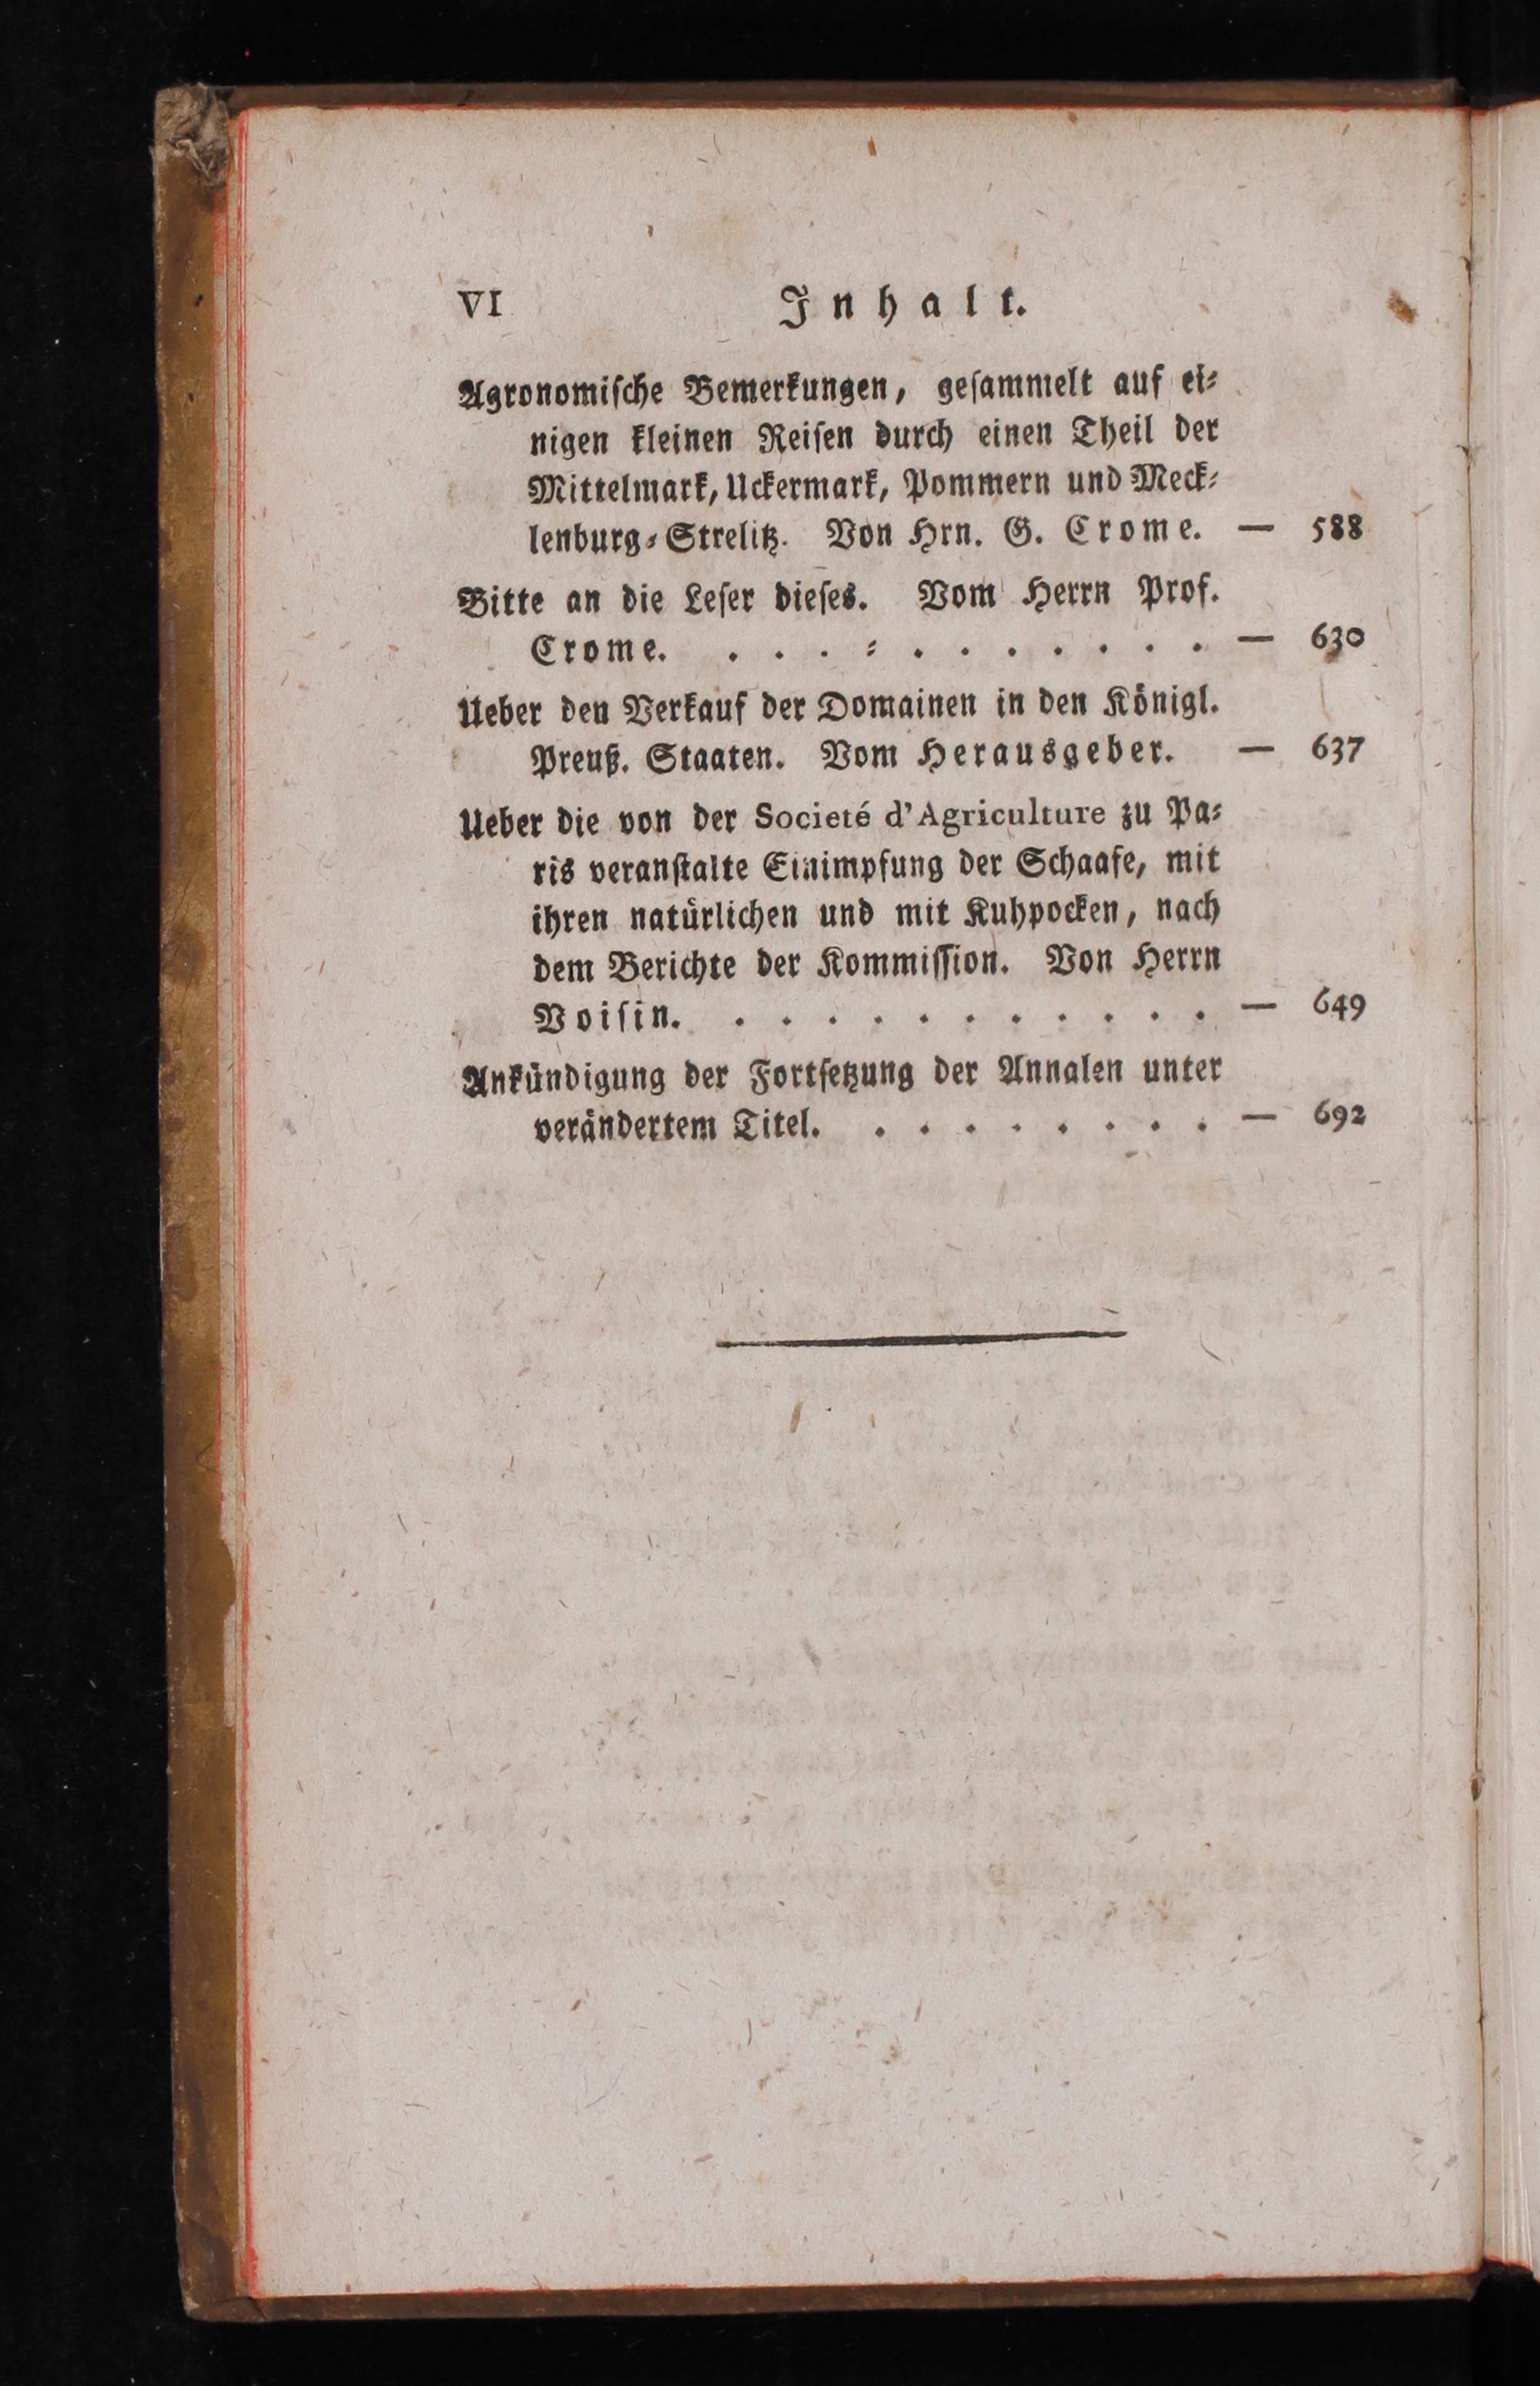 VI Inhalt.
Agronomiſche Bemerkungen, geſammelt auf ei⸗
nigen kleinen Reiſen durch einen Theil der
Mittelmark, Uckermark, Pommern und Meck⸗
lenburg⸗Strelitz. Von Hrn. G. Crome. — 588
Bitte an die Leſer dieſes. Vom Herrn Prof.
Crome. . . . ⸗ . . . . . . . — 630
Ueber den Verkauf der Domainen in den Königl.
Preuß. Staaten. Vom Herausgeber. — 637
Ueber die von der Societé d'Agriculture zu Pa⸗
ris veranſtalte Einimpfung der Schaafe, mit
ihren natürlichen und mit Kuhpocken, nach
dem Berichte der Kommiſſion. Von Herrn
Voiſin. . . . . . . . . . . . — 649
Ankündigung der Fortſetzung der Annalen unter
verändertem Titel. . . . . . . . . — 692